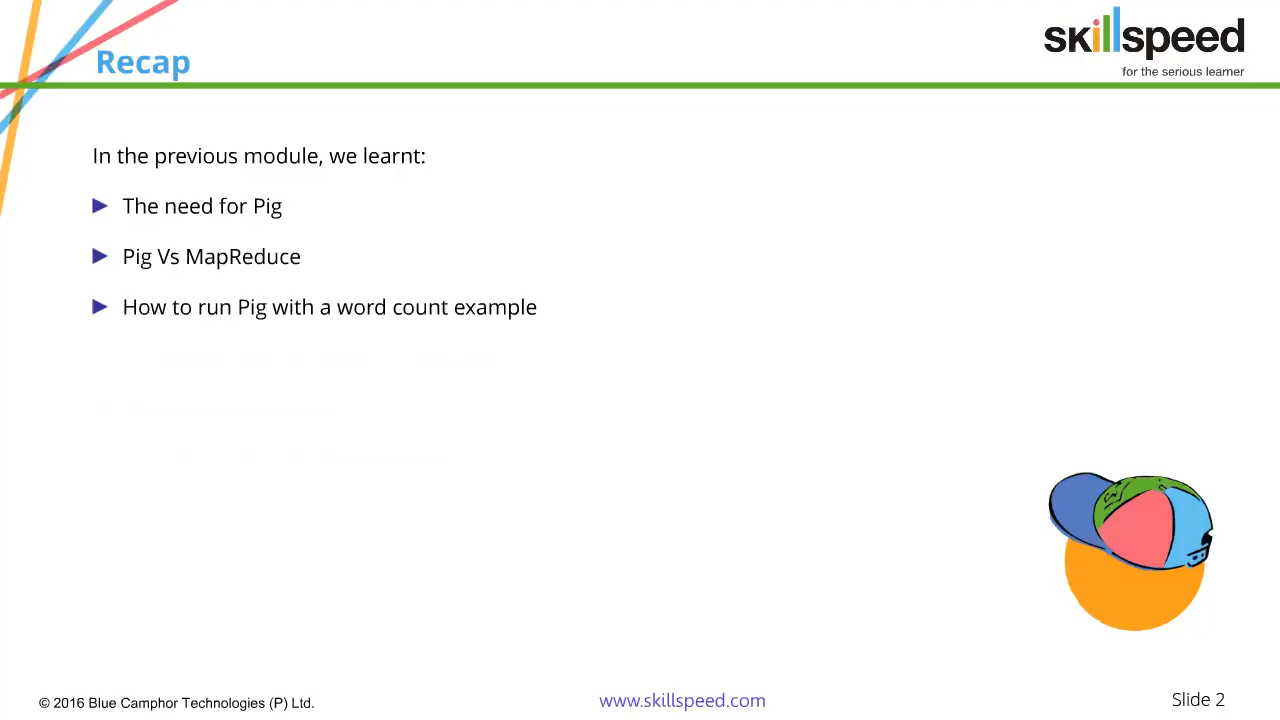 Recap
skillspeed
for the serious learner
In the previous module, we learnt:
The need for Pig
Pig Vs MapReduce
How to run Pig with a word count example
© 2016 Blue Camphor Technologies (P) Ltd.
www.skillspeed.com
Slide 2